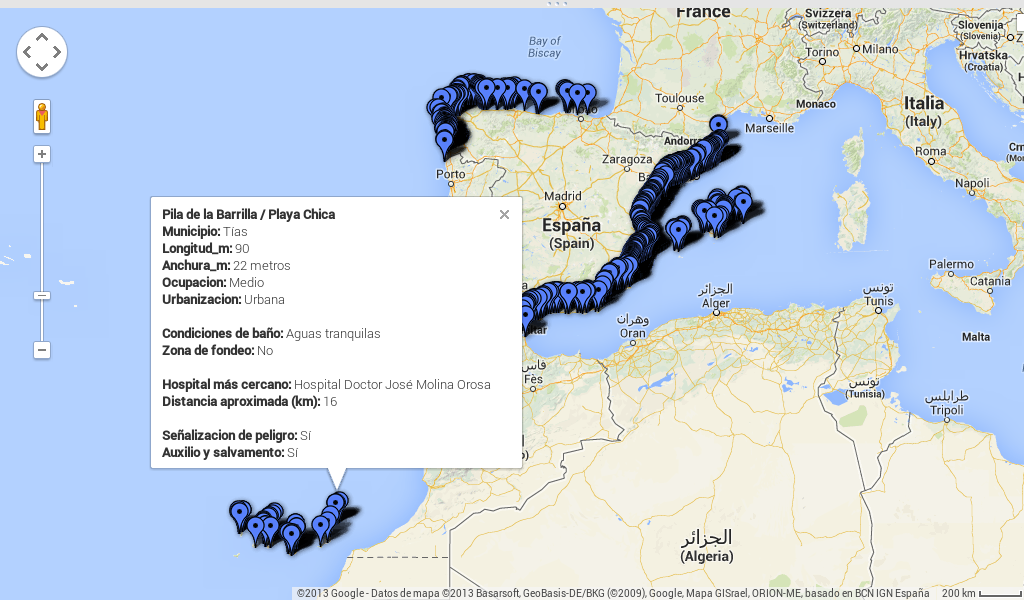 France
Svizzera
(Switzerland)
Bay of
Biscay
Torino
Milano
Slovenija
(Slovenia)
Hrvatska
(Croatia)
Toulouse
Monaco
Marseille
Italia
(Italy)
Andorra
Roma
Zaragoza
Porto
Napoli
Madrid
España
(Spain)
Pila de la Barrilla / Playa Chica
Municipio: Tías
Longitud_m: 90
Anchura_m: 22 metros
Ocupacion: Medio
Urbanizacion: Urbana
Condiciones de baño: Aguas tranquilas
Zona de fondeo: No
Hospital más cercano: Hospital Doctor José Molina Orosa
Distancia aproximada (km): 16
Señalizacion de peligro: Sí
Auxilio y salvamento: Sí
Palermo
Catania
الجزائر
Alger
تونس
Tunis
وهران
Oran
Malta
فاس
Fès
تونس
(Tunisia)
طرابلس
Tripoli
الجزائر
(Algeria)
©2013 Google - Datos de mapa ©2013 Basarsoft, GeoBasis-DE/BKG (©2009), Google, Mapa GISrael, ORION-ME, basado en BCN IGN España
200 km